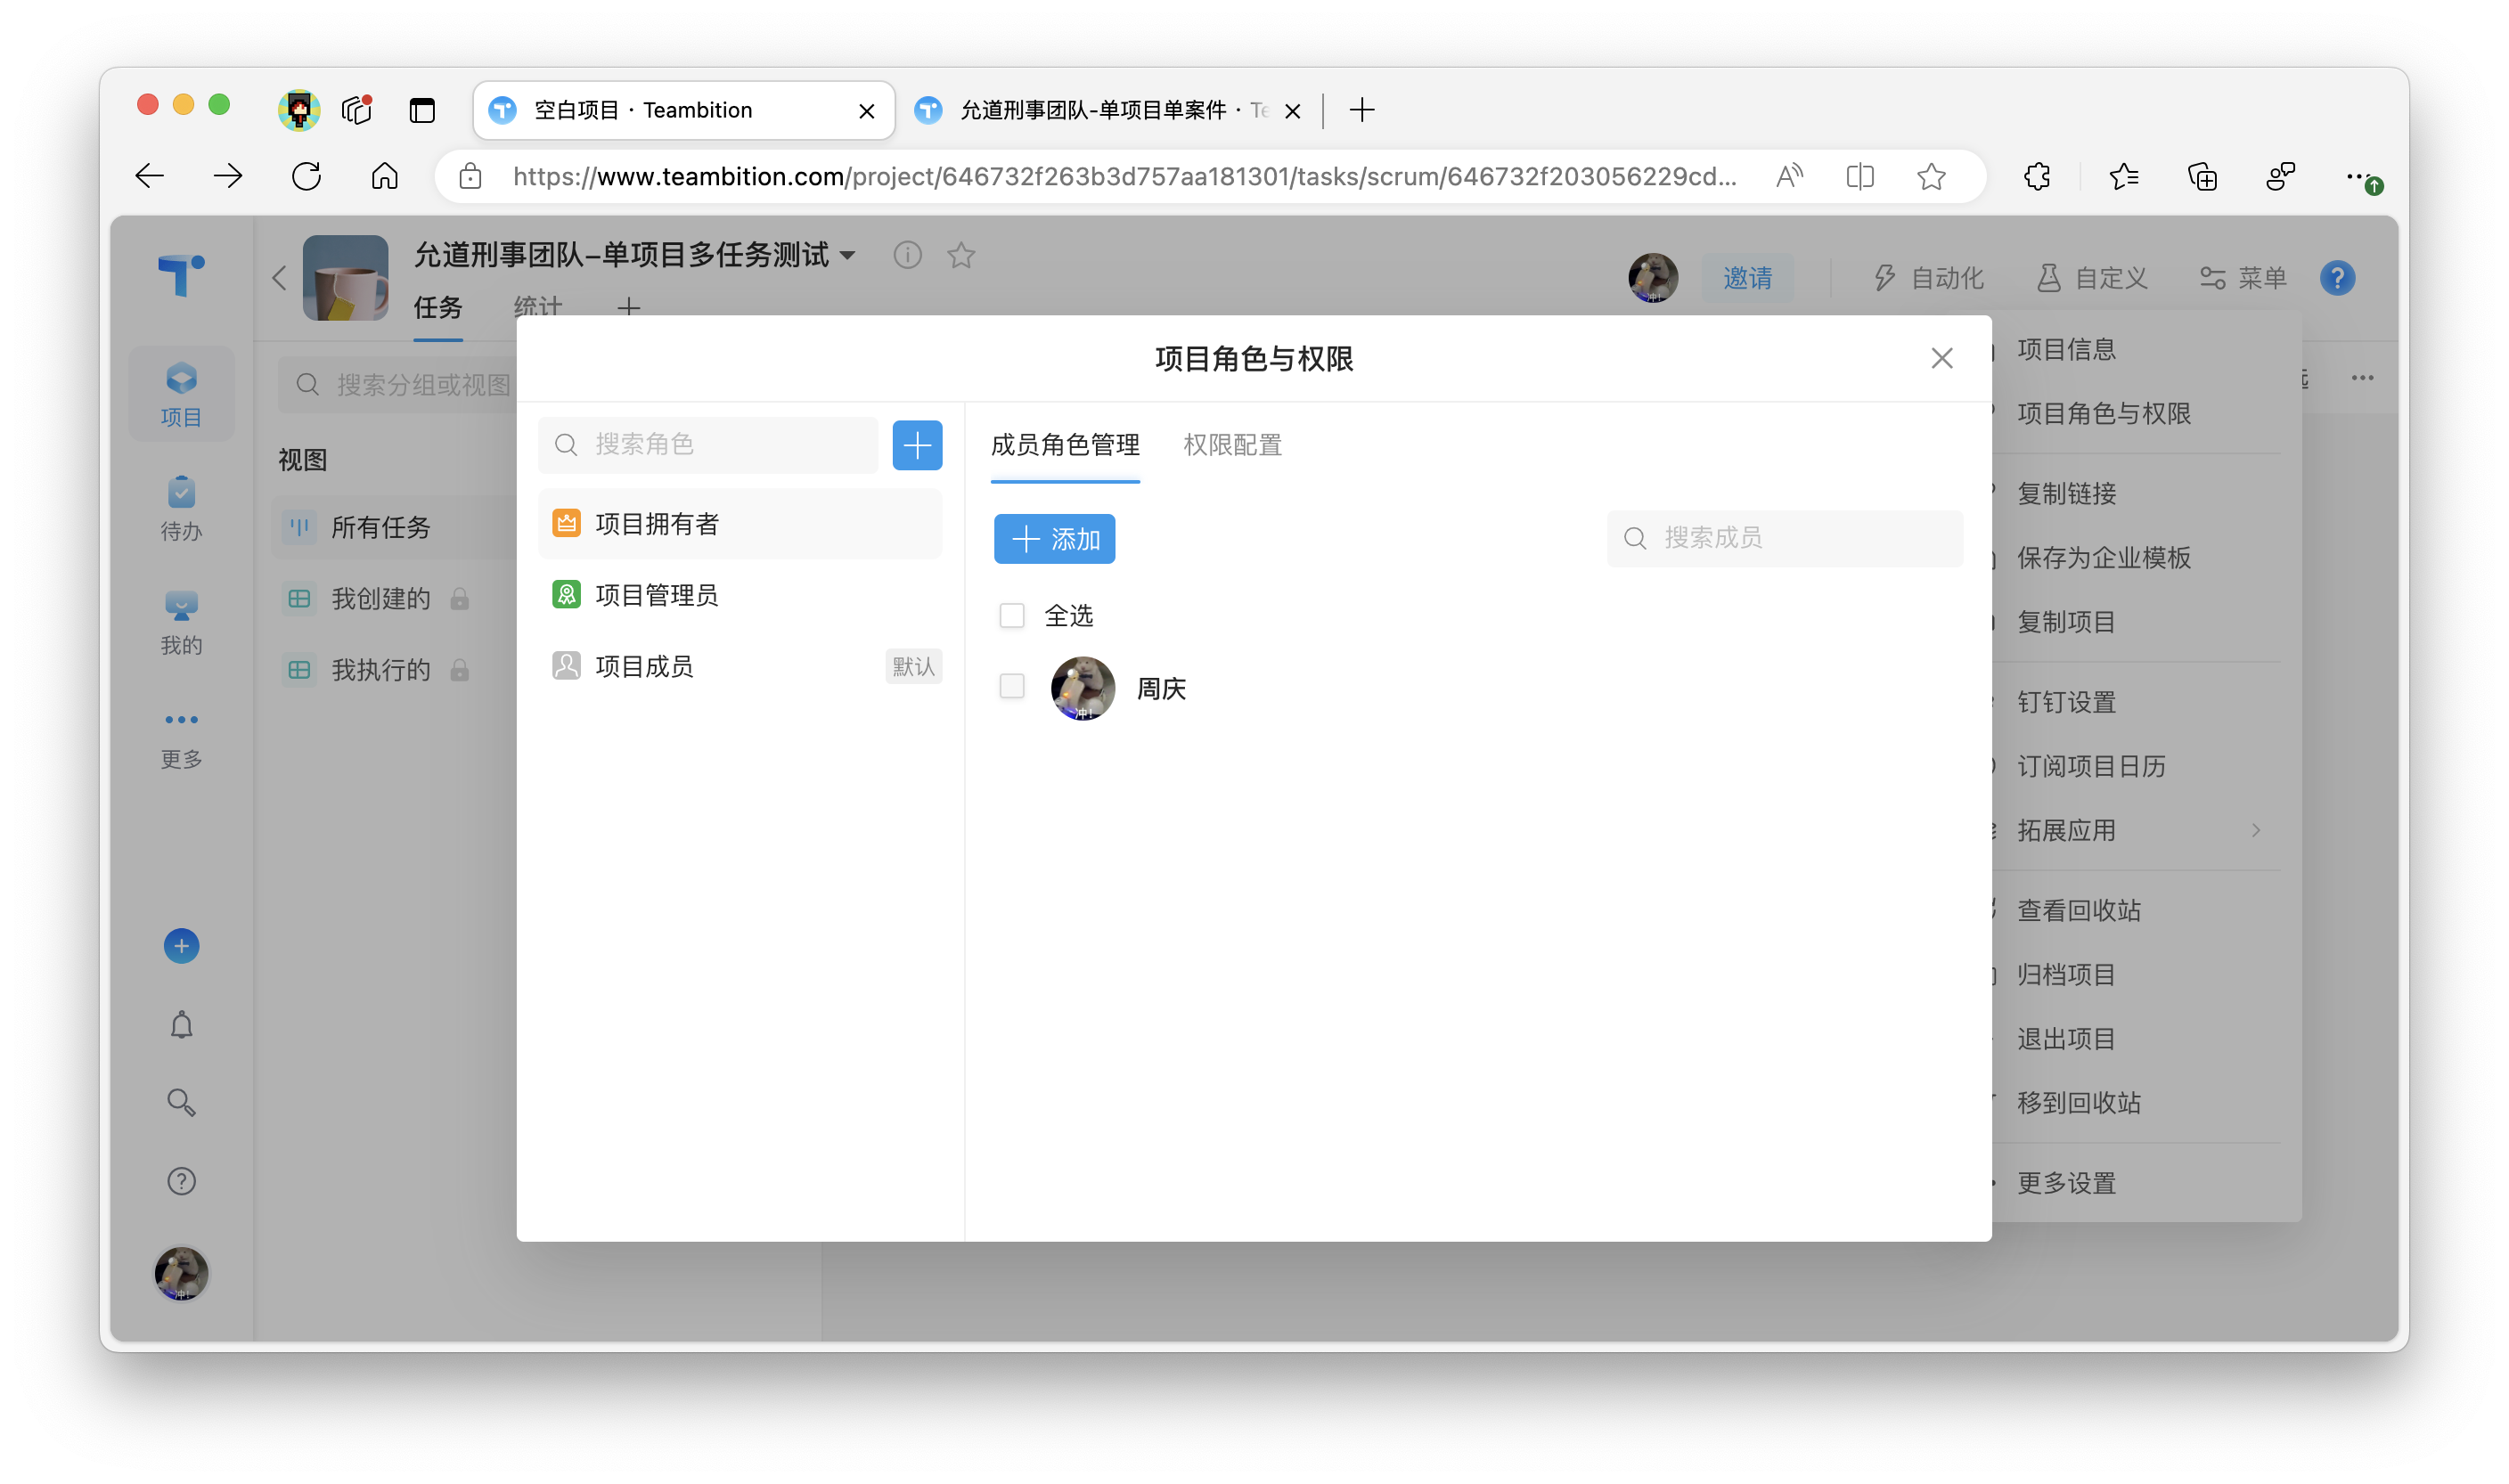 空白项目 · Teambition
允道刑事团队-单项目单案件 · Te
https://www.teambition.com/project/646732f263b3d757aa181301/tasks/scrum/646732f203056229cd...
允道刑事团队-单项目多任务测试
任务
统计
邀请
自动化
自定义
菜单
项目
待办
我的
更多
搜索分组或视图
视图
所有任务
我创建的
我执行的
项目角色与权限
搜索角色
项目拥有者
项目管理员
项目成员
默认
成员角色管理
权限配置
添加
搜索成员
全选
冲!
周庆
项目信息
项目角色与权限
复制链接
保存为企业模板
复制项目
钉钉设置
订阅项目日历
拓展应用
查看回收站
归档项目
退出项目
移到回收站
更多设置